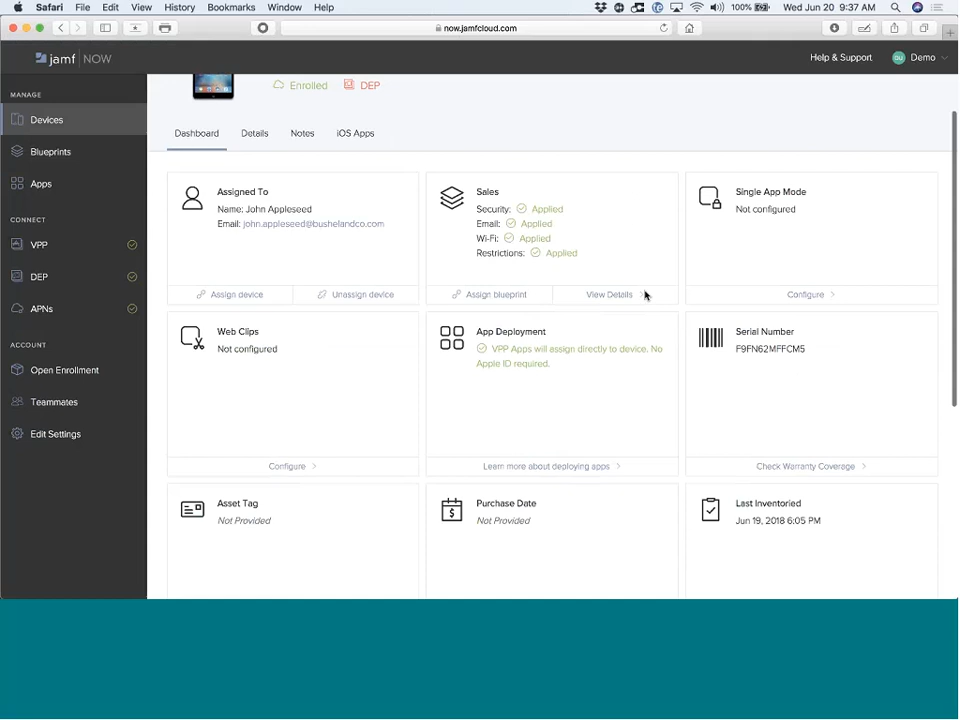 Safari File Edit View History Bookmarks Window Help 100% Wed Jun 20 9:37 AM
now.jamfcloud.com
jamf NOW Help & Support DU Demo
MANAGE
Devices
Blueprints
Apps
CONNECT
VPP
DEP
APNs
ACCOUNT
Open Enrollment
Teammates
Edit Settings
Enrolled DEP
Dashboard Details Notes iOS Apps
Assigned To
Name: John Appleseed
Email: john.appleseed@bushelandco.com
Assign device Unassign device
Sales
Security: Applied
Email: Applied
Wi-Fi: Applied
Restrictions: Applied
Assign blueprint View Details
Single App Mode
Not configured
Configure
Web Clips
Not configured
Configure
App Deployment
VPP Apps will assign directly to device. No
Apple ID required.
Learn more about deploying apps
Serial Number
F9FN62MFFCM5
Check Warranty Coverage
Asset Tag
Not Provided
Purchase Date
Not Provided
Last Inventoried
Jun 19, 2018 6:05 PM